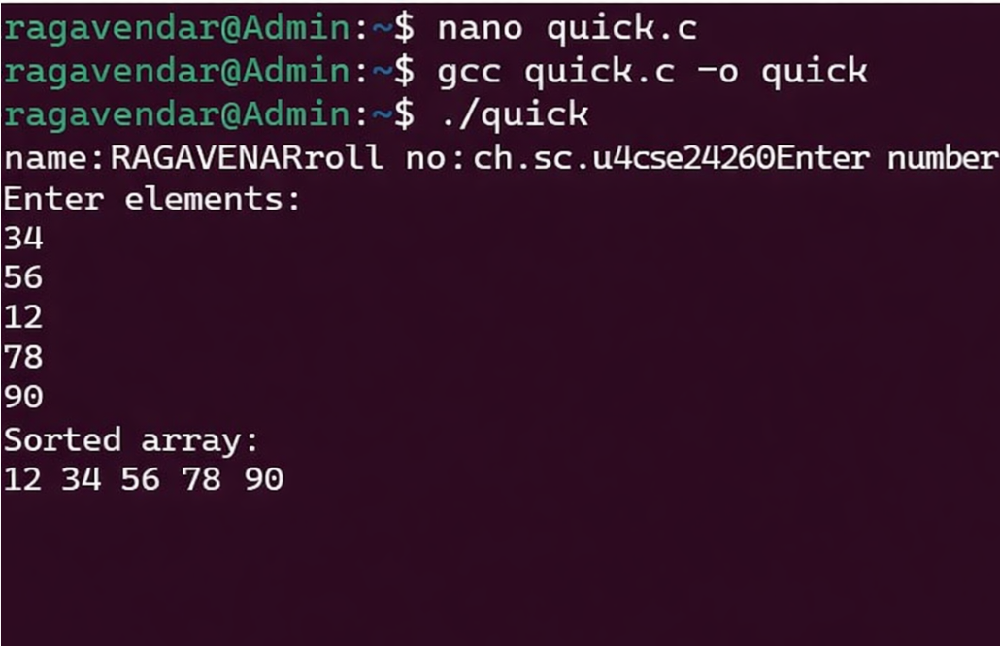 ragavendar@Admin:~$ nano quick.c
ragavendar@Admin:~$ gcc quick.c -o quick
ragavendar@Admin:~$ ./quick
name:RAGAVENARroll no:ch.sc.u4cse24260Enter number
Enter elements:
34
56
12
78
90
Sorted array:
12 34 56 78 90